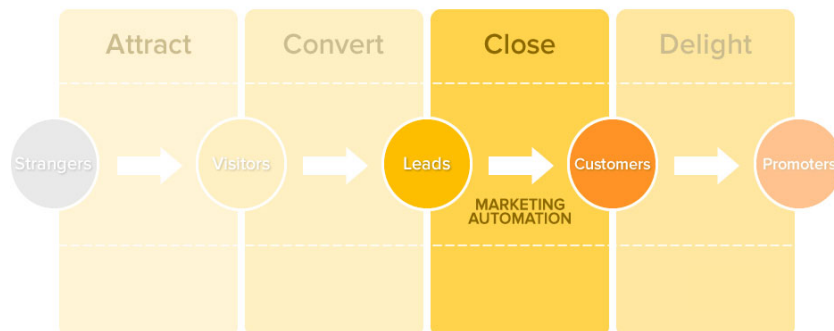 Attract Convert Close Delight
Strangers Visitors Leads Customers Promoters
MARKETING
AUTOMATION